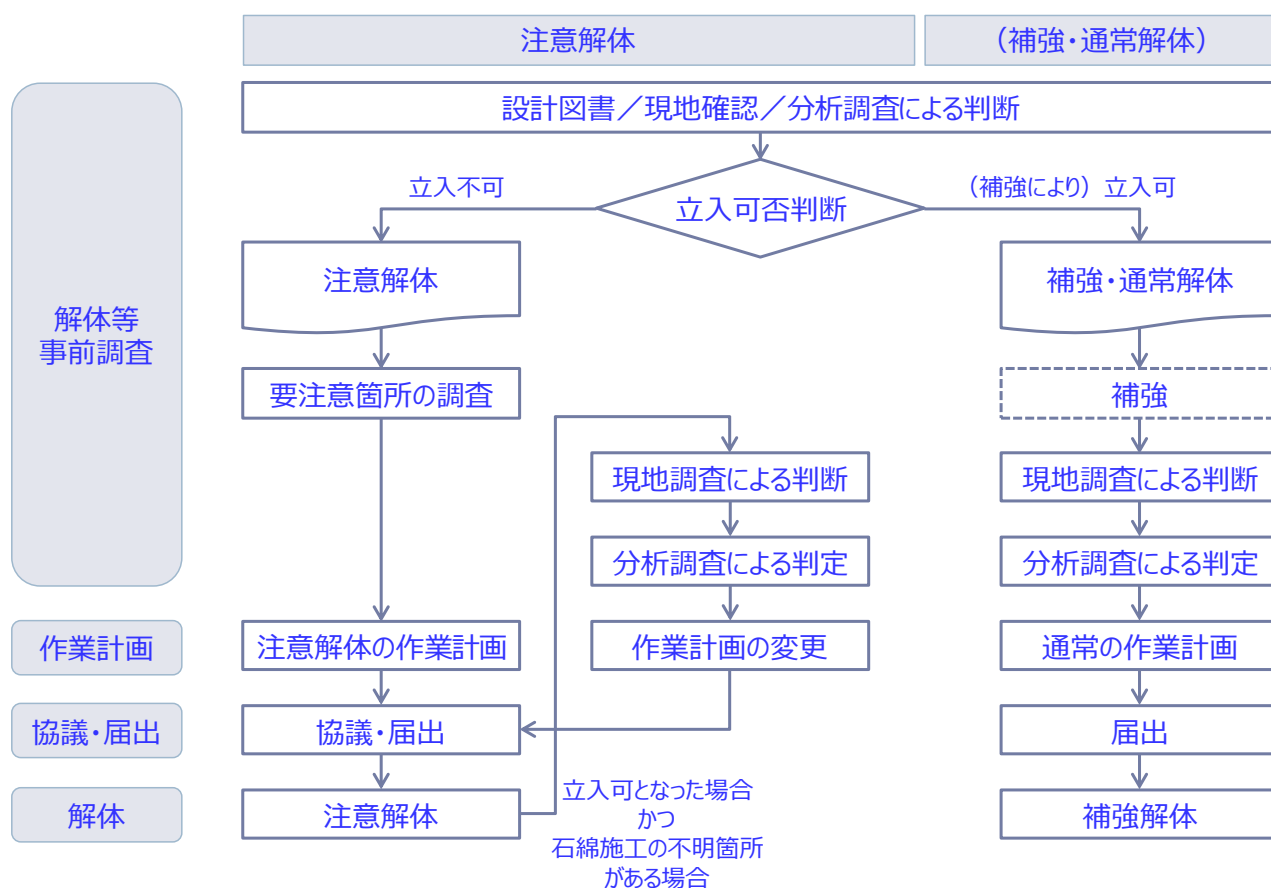 注意解体
（補強・通常解体）
設計図書／現地確認／分析調査による判断
立入不可
立入可否判断
（補強により）立入可
解体等
事前調査
注意解体
補強・通常解体
要注意箇所の調査
補強
現地調査による判断
現地調査による判断
分析調査による判定
分析調査による判定
作業計画
注意解体の作業計画
作業計画の変更
通常の作業計画
協議・届出
協議・届出
届出
解体
注意解体
立入可となった場合
かつ
石綿施工の不明箇所
がある場合
補強解体